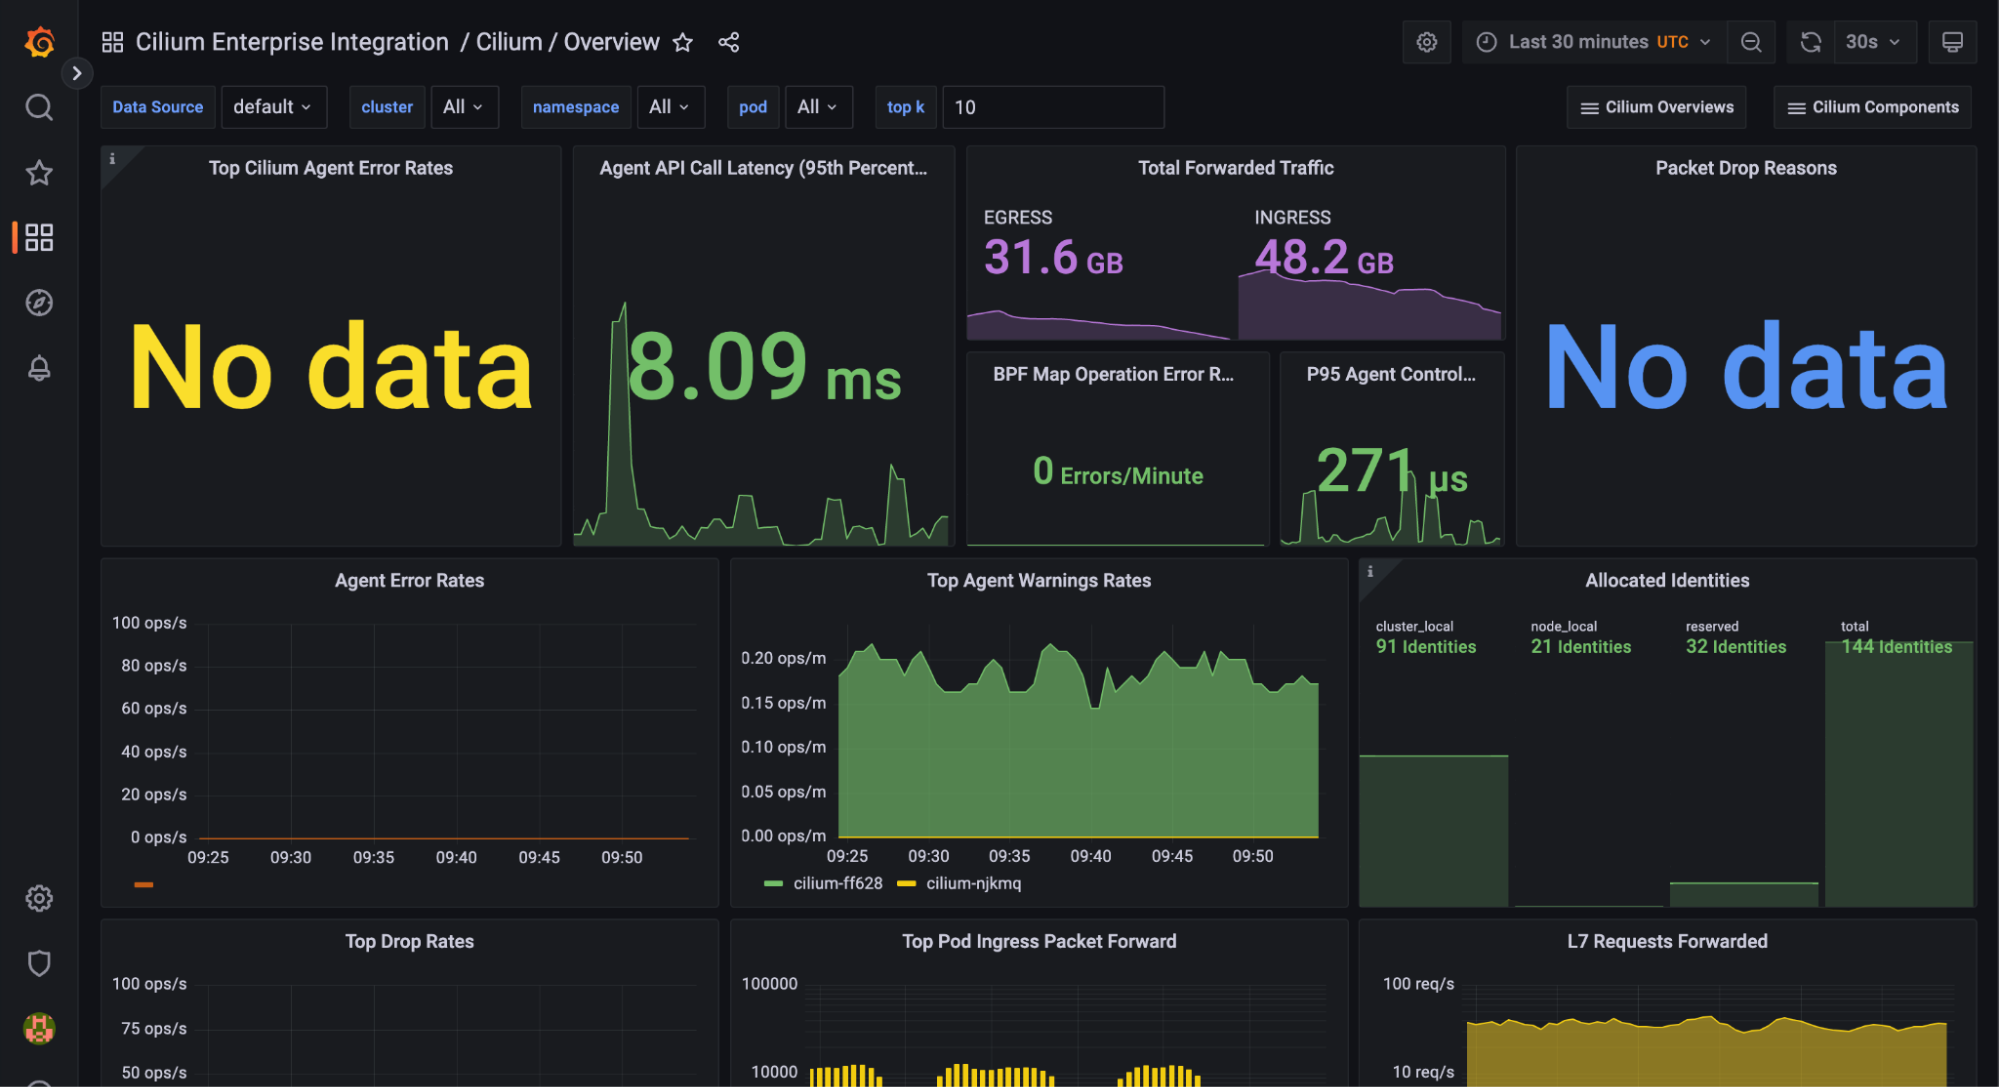 Cilium Enterprise Integration / Cilium / Overview
Last 30 minutes UTC
30s
Data Source default
cluster All
namespace All
pod All
top k 10
Cilium Overviews
Cilium Components
Top Cilium Agent Error Rates
No data
Agent API Call Latency (95th Percent...
8.09 ms
Total Forwarded Traffic
EGRESS
31.6 GB
INGRESS
48.2 GB
BPF Map Operation Error R...
0 Errors/Minute
P95 Agent Control...
271 µs
Packet Drop Reasons
No data
Agent Error Rates
100 ops/s
80 ops/s
60 ops/s
40 ops/s
20 ops/s
0 ops/s
09:25 09:30 09:35 09:40 09:45 09:50
Top Agent Warnings Rates
0.20 ops/m
0.15 ops/m
0.10 ops/m
0.05 ops/m
0.00 ops/m
09:25 09:30 09:35 09:40 09:45 09:50
cilium-ff628 cilium-njkmq
Allocated Identities
cluster_local
91 Identities
node_local
21 Identities
reserved
32 Identities
total
144 Identities
Top Drop Rates
100 ops/s
75 ops/s
50 ops/s
Top Pod Ingress Packet Forward
100000
10000
L7 Requests Forwarded
100 req/s
10 req/s